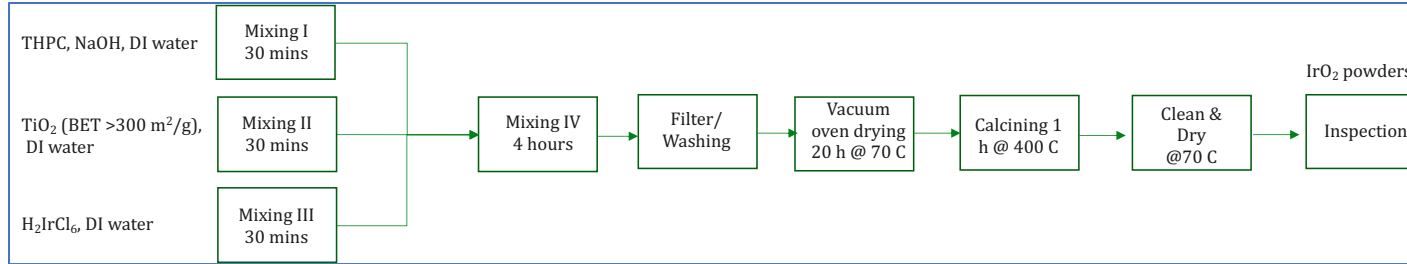 THPC, NaOH, DI water
Mixing I
30 mins
TiO₂ (BET >300 m²/g),
DI water
Mixing II
30 mins
H₂IrCl₆, DI water
Mixing III
30 mins
Mixing IV
4 hours
Filter/
Washing
Vacuum
oven drying
20 h @ 70 C
Calcining 1
h @ 400 C
Clean &
Dry
@70 C
IrO₂ powders
Inspection